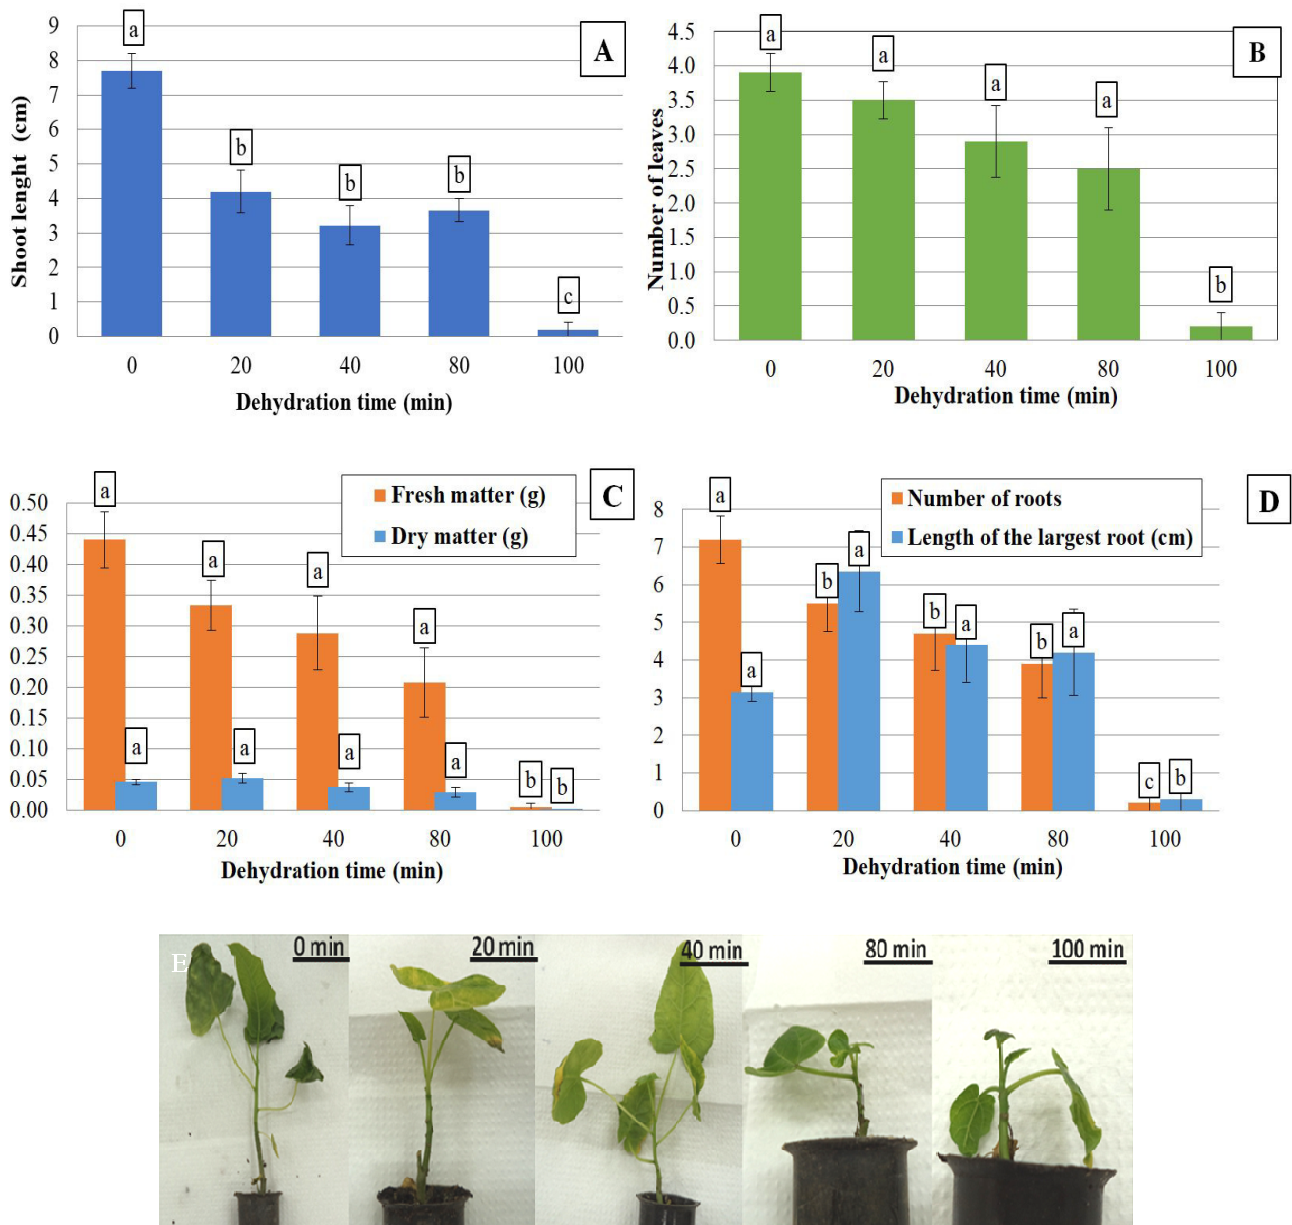 A
Shoot lenght (cm)
9
8
7
6
5
4
3
2
1
0
a
b
b
b
c
0 20 40 80 100
Dehydration time (min)
B
Number of leaves
4.5
4.0
3.5
3.0
2.5
2.0
1.5
1.0
0.5
0.0
a
a
a
a
b
0 20 40 80 100
Dehydration time (min)
C
Fresh matter (g)
Dry matter (g)
0.50
0.45
0.40
0.35
0.30
0.25
0.20
0.15
0.10
0.05
0.00
a
a
a
a
a
a
a
a
b b
0 20 40 80 100
Dehydration time (min)
D
Number of roots
Length of the largest root (cm)
8
7
6
5
4
3
2
1
0
a
a
b
a
b
a
b
a
c
b
0 20 40 80 100
Dehydration time (min)
E
0 min
20 min
40 min
80 min
100 min